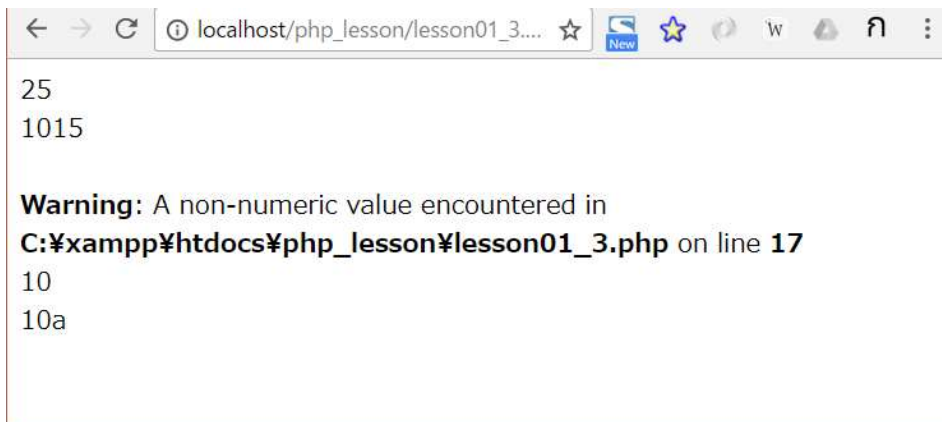 localhost/php_lesson/lesson01_3....
New
W
ก
25
1015
Warning: A non-numeric value encountered in
C:¥xampp¥htdocs¥php_lesson¥lesson01_3.php on line 17
10
10a